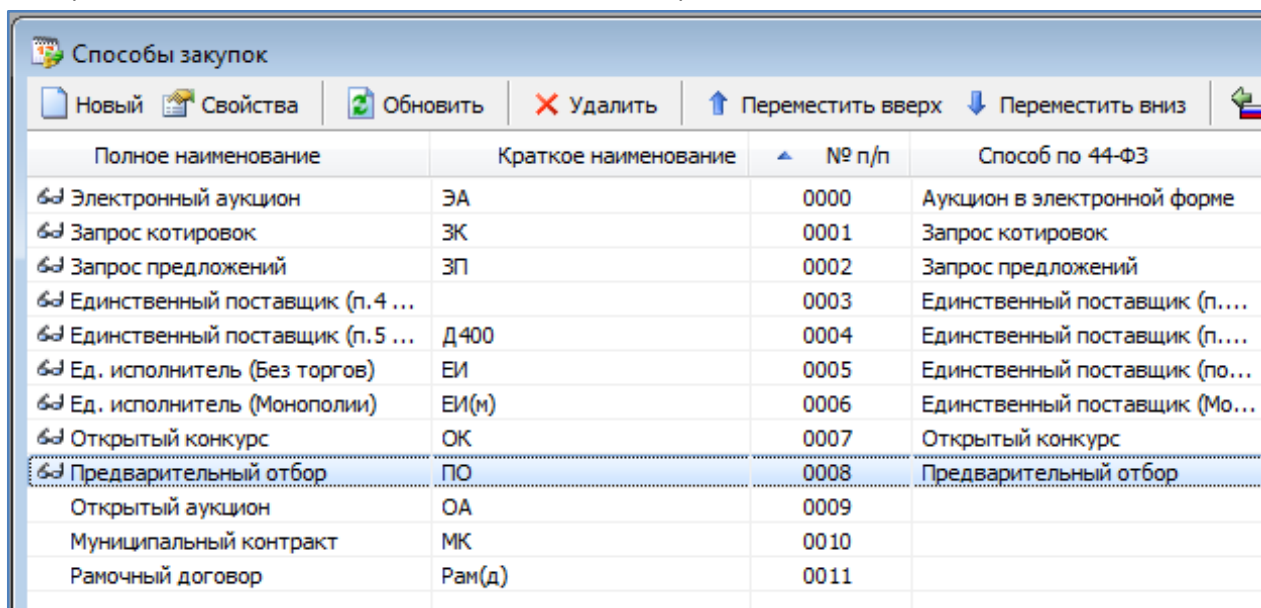 Способы закупок
Новый Свойства Обновить Удалить Переместить вверх Переместить вниз
Полное наименование Краткое наименование № п/п Способ по 44-ФЗ
Электронный аукцион ЭА 0000 Аукцион в электронной форме
Запрос котировок ЗК 0001 Запрос котировок
Запрос предложений ЗП 0002 Запрос предложений
Единственный поставщик (п.4 ... 0003 Единственный поставщик (п....
Единственный поставщик (п.5 ... Д400 0004 Единственный поставщик (п....
Ед. исполнитель (Без торгов) ЕИ 0005 Единственный поставщик (по...
Ед. исполнитель (Монополии) ЕИ(м) 0006 Единственный поставщик (Мо...
Открытый конкурс ОК 0007 Открытый конкурс
Предварительный отбор ПО 0008 Предварительный отбор
Открытый аукцион ОА 0009
Муниципальный контракт МК 0010
Рамочный договор Рам(д) 0011